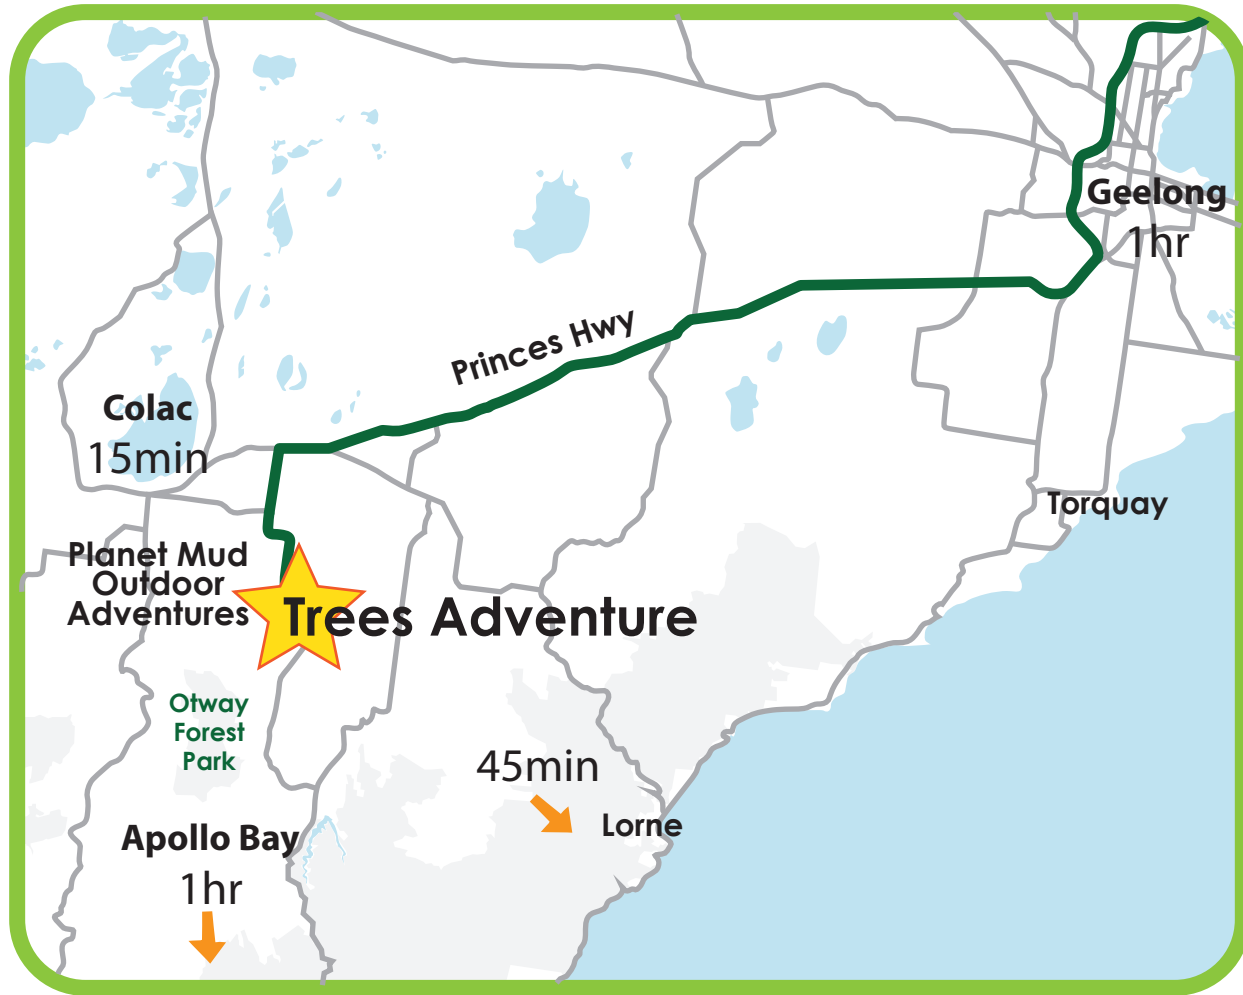 Geelong
1hr
Princes Hwy
Colac
15min
Torquay
Planet Mud
Outdoor
Adventures
Trees Adventure
Otway
Forest
Park
45min
Lorne
Apollo Bay
1hr